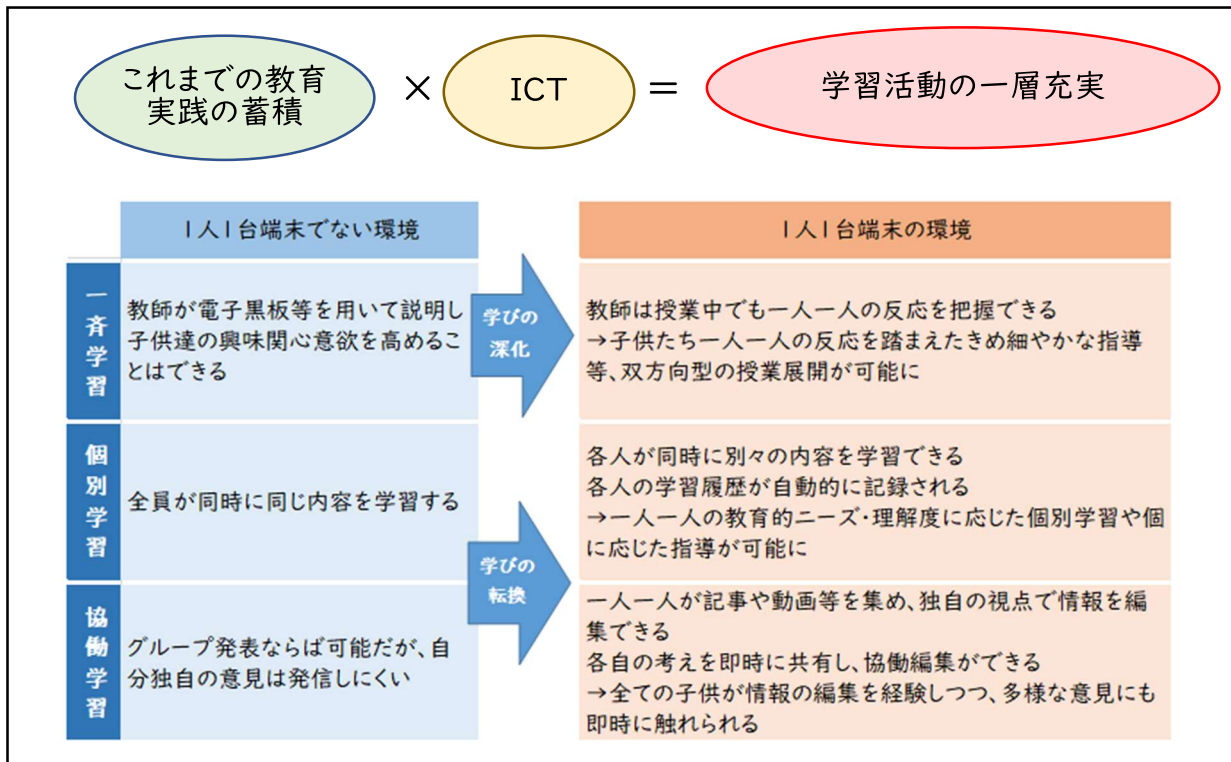 これまでの教育
実践の蓄積
×
ICT
=
学習活動の一層充実
1人1台端末でない環境
1人1台端末の環境
一斉学習
教師が電子黒板等を用いて説明し
子供達の興味関心意欲を高めるこ
とはできる
学びの
深化
教師は授業中でも一人一人の反応を把握できる
→子供たち一人一人の反応を踏まえたきめ細やかな指導
等、双方向型の授業展開が可能に
個別学習
全員が同時に同じ内容を学習する
各人が同時に別々の内容を学習できる
各人の学習履歴が自動的に記録される
→一人一人の教育的ニーズ・理解度に応じた個別学習や個
に応じた指導が可能に
学びの
転換
協働学習
グループ発表ならば可能だが、自
分独自の意見は発信しにくい
一人一人が記事や動画等を集め、独自の視点で情報を編
集できる
各自の考えを即時に共有し、協働編集ができる
→全ての子供が情報の編集を経験しつつ、多様な意見にも
即時に触れられる